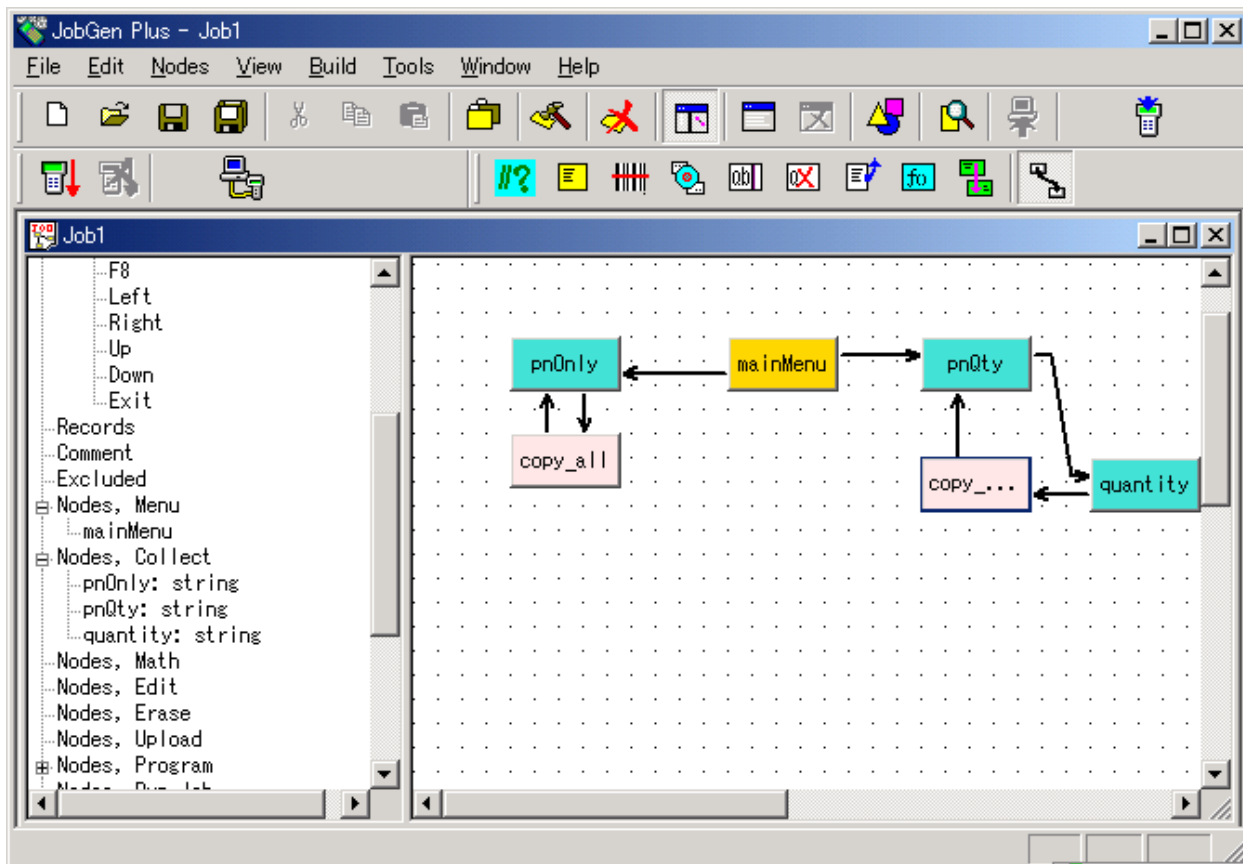 JobGen Plus - Job1
File Edit Nodes View Build Tools Window Help
//?
ab
fo
Job1
F8
Left
Right
Up
Down
Exit
Records
Comment
Excluded
Nodes, Menu
mainMenu
Nodes, Collect
pnOnly: string
pnQty: string
quantity: string
Nodes, Math
Nodes, Edit
Nodes, Erase
Nodes, Upload
Nodes, Program
pnOnly mainMenu pnQty
copy_all
copy_... quantity